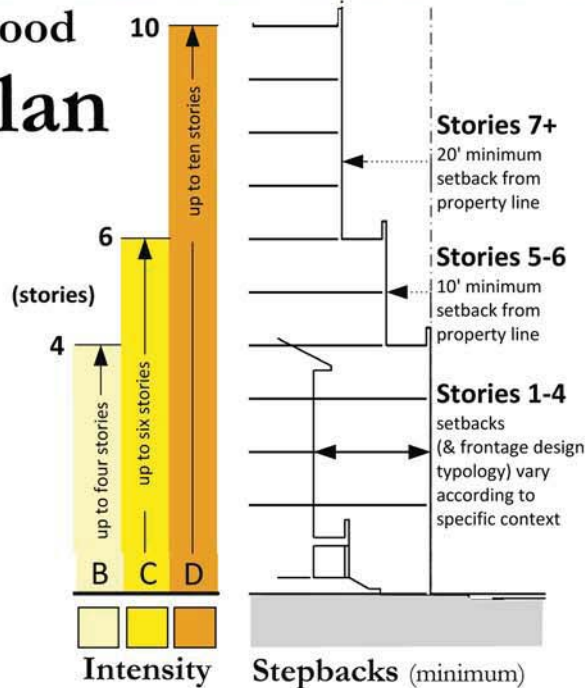 ood
lan
10
up to ten stories
6
(stories)
up to six stories
4
up to four stories
B C D
Intensity
Stories 7+
20' minimum
setback from
property line
Stories 5-6
10' minimum
setback from
property line
Stories 1-4
setbacks
(& frontage design
typology) vary
according to
specific context
Stepbacks (minimum)